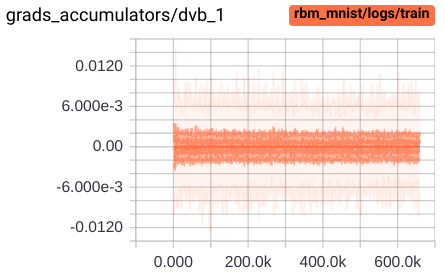 grads_accumulators/dvb_1
rbm_mnist/logs/train
0.0120
6.000e-3
0.00
-6.000e-3
-0.0120
0.000 200.0k 400.0k 600.0k